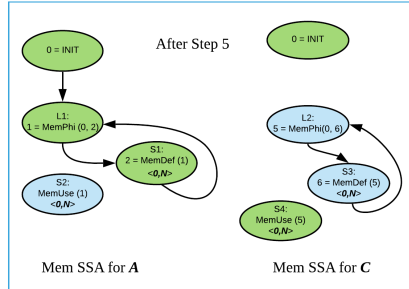 After Step 5
0 = INIT
L1:
1 = MemPhi (0, 2)
S1:
2 = MemDef (1)
<0,N>
S2:
MemUse (1)
<0,N>
Mem SSA for A
0 = INIT
L2:
5 = MemPhi(0, 6)
S3:
6 = MemDef (5)
<0,N>
S4:
MemUse (5)
<0,N>
Mem SSA for C